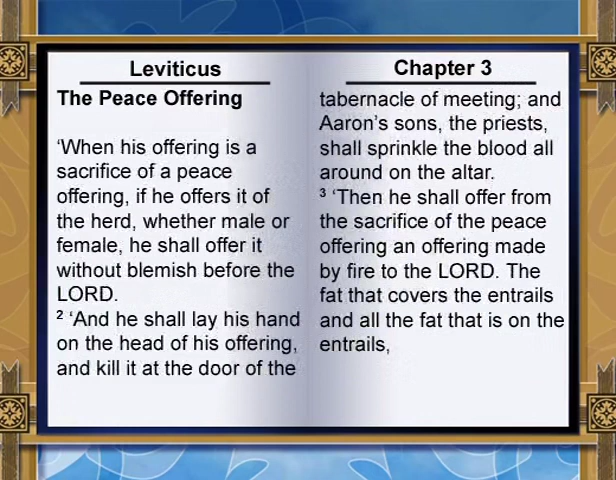 Leviticus
The Peace Offering
‘When his offering is a
sacrifice of a peace
offering, if he offers it of
the herd, whether male or
female, he shall offer it
without blemish before the
LORD.
² ‘And he shall lay his hand
on the head of his offering,
and kill it at the door of the
Chapter 3
tabernacle of meeting; and
Aaron’s sons, the priests,
shall sprinkle the blood all
around on the altar.
³ ‘Then he shall offer from
the sacrifice of the peace
offering an offering made
by fire to the LORD. The
fat that covers the entrails
and all the fat that is on the
entrails,